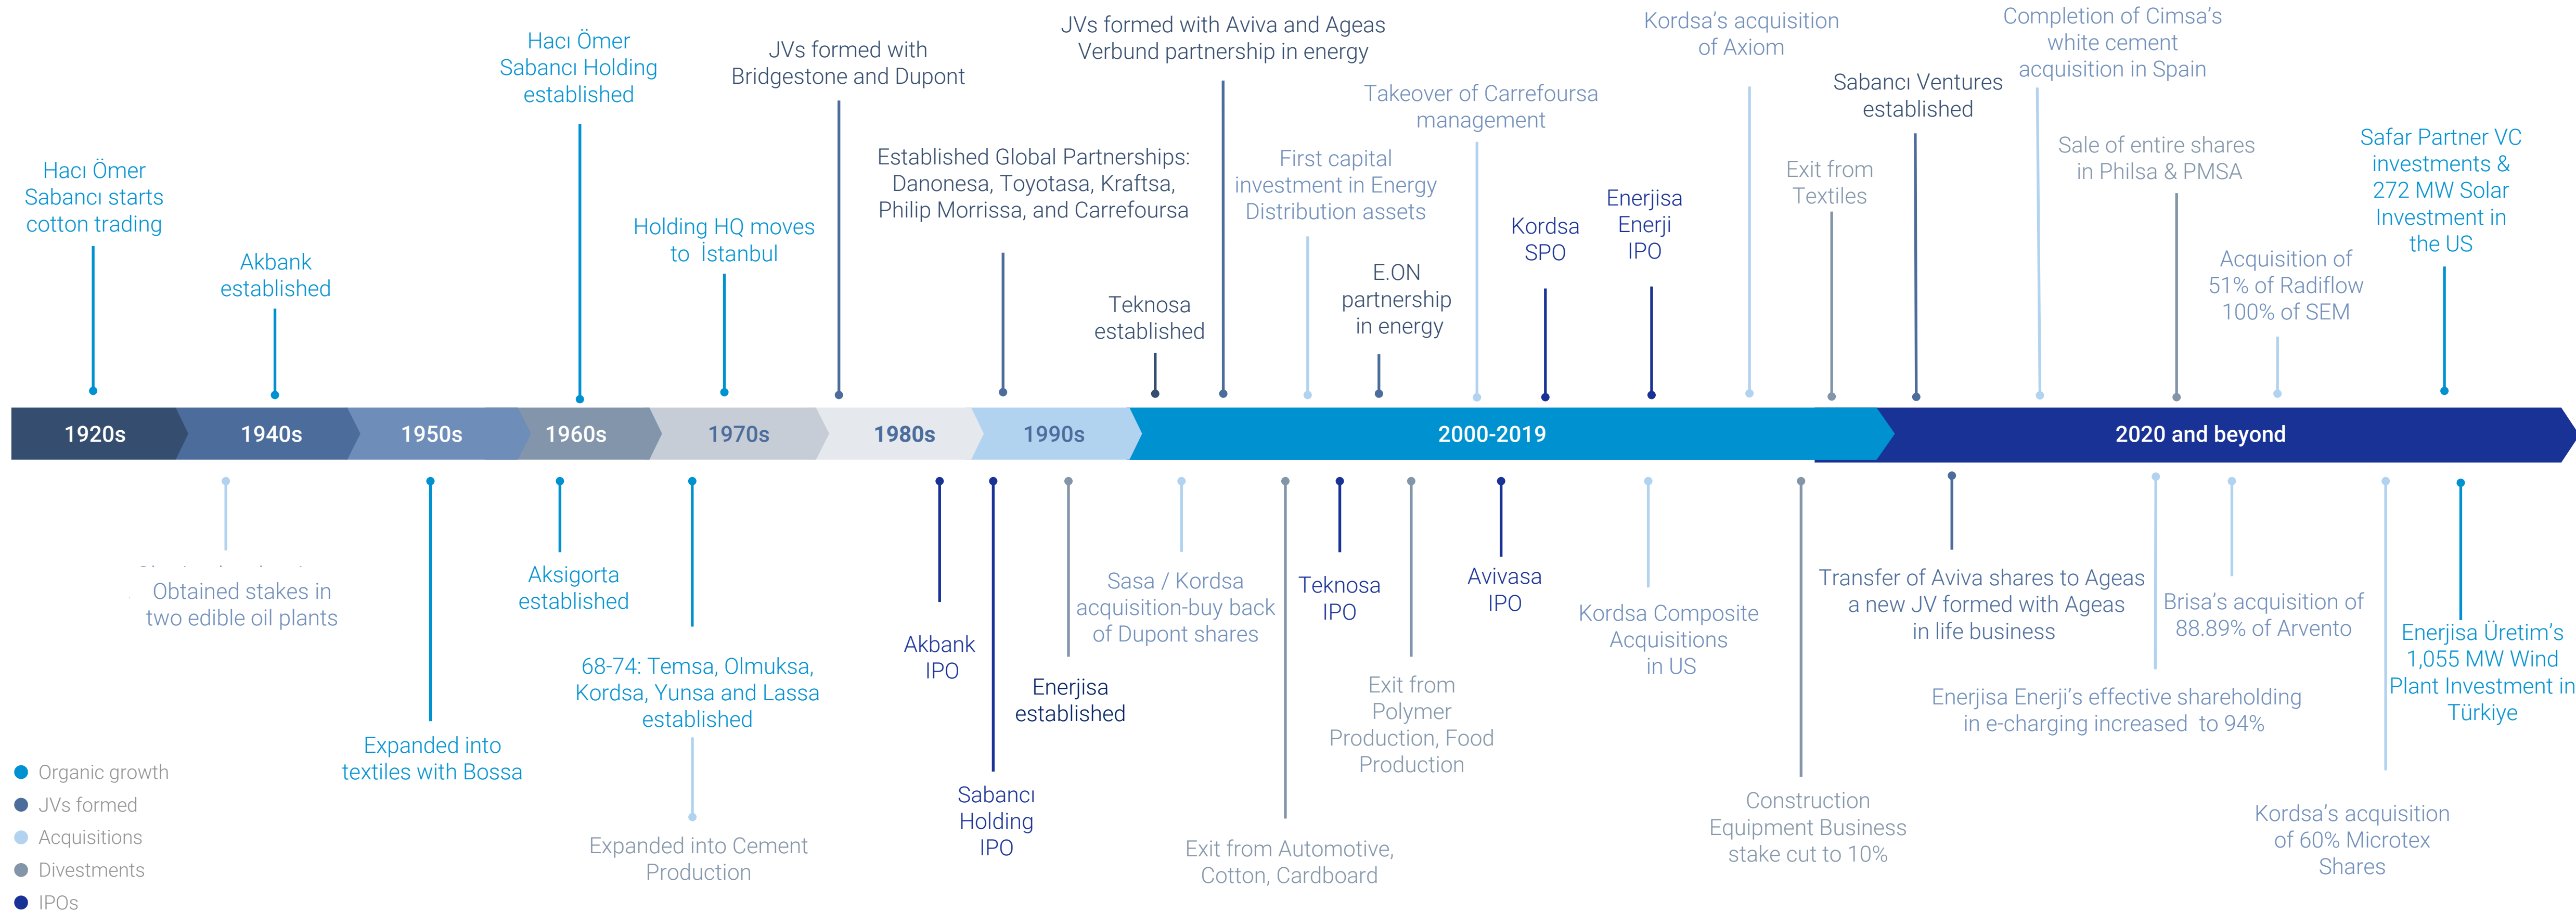 Hacı Ömer
Sabancı starts
cotton trading
Akbank
established
Hacı Ömer
Sabancı Holding
established
Holding HQ moves
to İstanbul
JVs formed with
Bridgestone and Dupont
Established Global Partnerships:
Danonesa, Toyotasa, Kraftsa,
Philip Morrissa, and Carrefoursa
Teknosa
established
JVs formed with Aviva and Ageas
Verbund partnership in energy
First capital
investment in Energy
Distribution assets
E.ON
partnership
in energy
Takeover of Carrefoursa
management
Kordsa
SPO
Enerjisa
Enerji
IPO
Kordsa's acquisition
of Axiom
Exit from
Textiles
Sabancı Ventures
established
Completion of Cimsa's
white cement
acquisition in Spain
Sale of entire shares
in Philsa & PMSA
Acquisition of
51% of Radiflow
100% of SEM
Safar Partner VC
investments &
272 MW Solar
Investment in
the US
1920s
1940s
1950s
1960s
1970s
1980s
1990s
2000-2019
2020 and beyond
Obtained stakes in
two edible oil plants
Expanded into
textiles with Bossa
Aksigorta
established
68-74: Temsa, Olmuksa,
Kordsa, Yunsa and Lassa
established
Expanded into Cement
Production
Akbank
IPO
Sabancı
Holding
IPO
Enerjisa
established
Sasa / Kordsa
acquisition-buy back
of Dupont shares
Exit from Automotive,
Cotton, Cardboard
Teknosa
IPO
Exit from
Polymer
Production, Food
Production
Avivasa
IPO
Kordsa Composite
Acquisitions
in US
Construction
Equipment Business
stake cut to 10%
Transfer of Aviva shares to Ageas
a new JV formed with Ageas
in life business
Enerjisa Enerji's effective shareholding
in e-charging increased to 94%
Brisa's acquisition of
88.89% of Arvento
Kordsa's acquisition
of 60% Microtex
Shares
Enerjisa Üretim's
1,055 MW Wind
Plant Investment in
Türkiye
Organic growth
JVs formed
Acquisitions
Divestments
IPOs